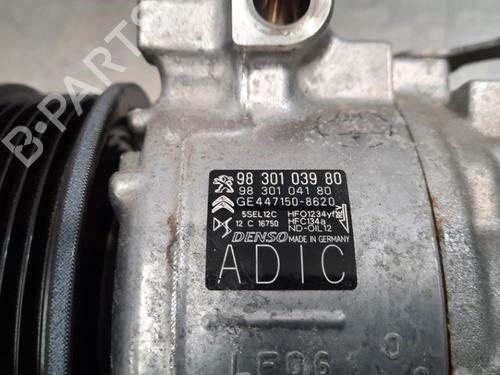 B-PARTS
98 301 039 80
98 301 041 80
GE447150-8620
5SEL12C HFO1234yf
12 C 16750 HFC134a
ND-OIL12
DENSO MADE IN GERMANY
ADIC